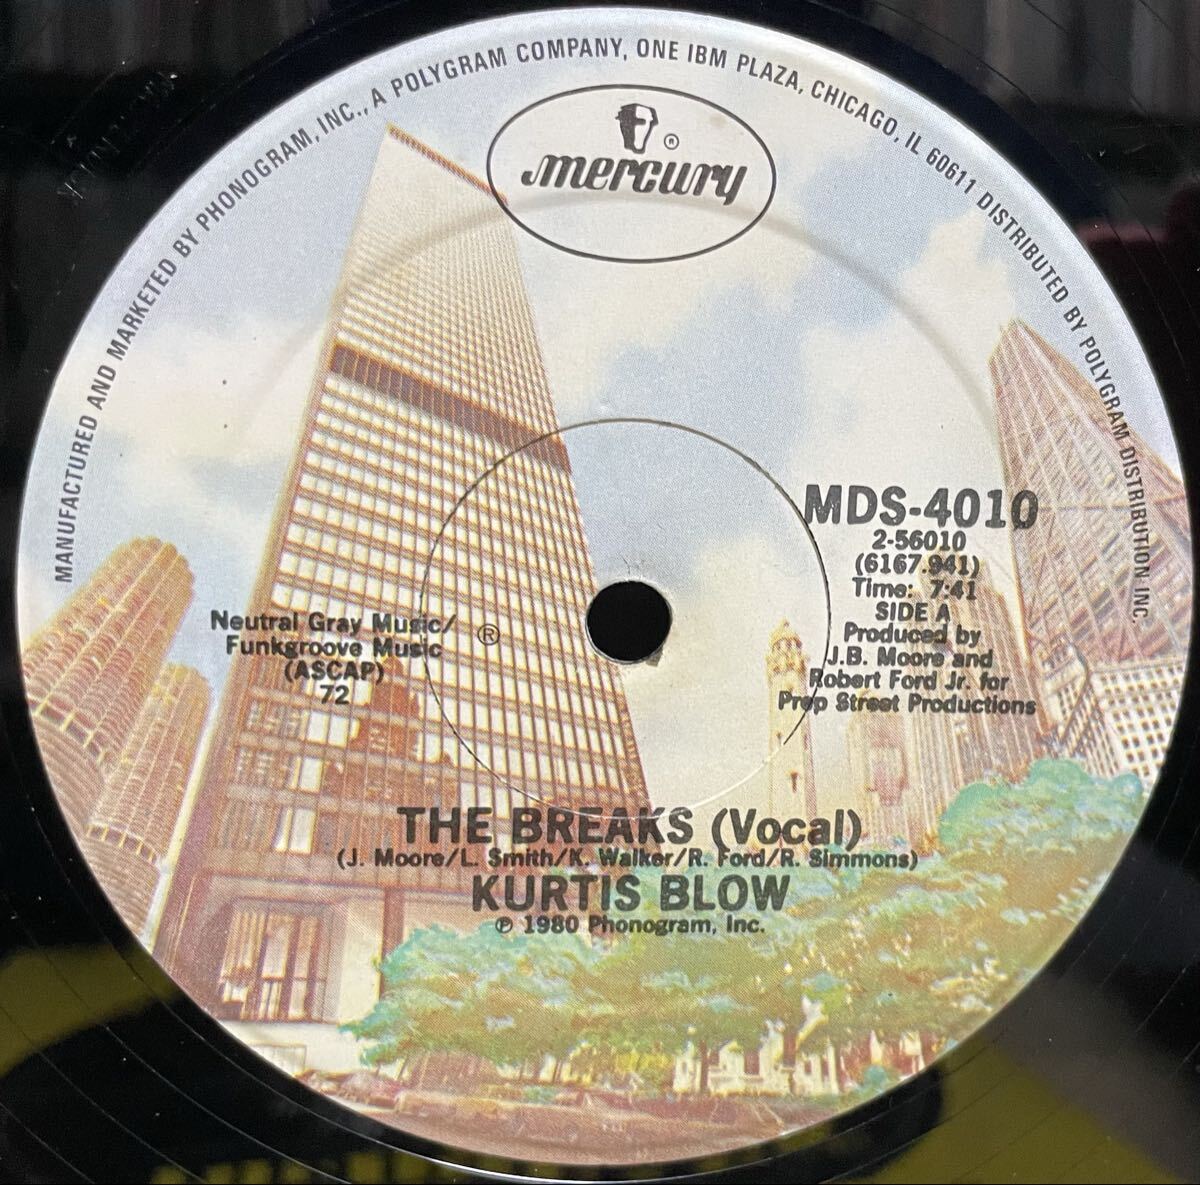 MANUFACTURED AND MARKETED BY PHONOGRAM, INC., A POLYGRAM COMPANY, ONE IBM PLAZA, CHICAGO, IL 60611 DISTRIBUTED BY POLYGRAM DISTRIBUTION INC.
mercury ®
MDS-4010
2-56010
(6167.941)
Time: 7:41
SIDE A
Produced by
J.B. Moore and
Robert Ford Jr. for
Prep Street Productions
Neutral Gray Music/
Funkgroove Music
(ASCAP)
72
®
THE BREAKS (Vocal)
(J. Moore/L. Smith/K. Walker/R. Ford/R. Simmons)
KURTIS BLOW
℗ 1980 Phonogram, Inc.